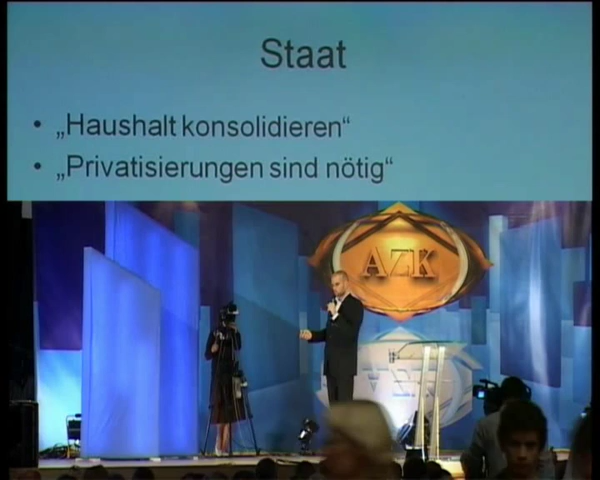 Staat
• „Haushalt konsolidieren“
• „Privatisierungen sind nötig“
AZK